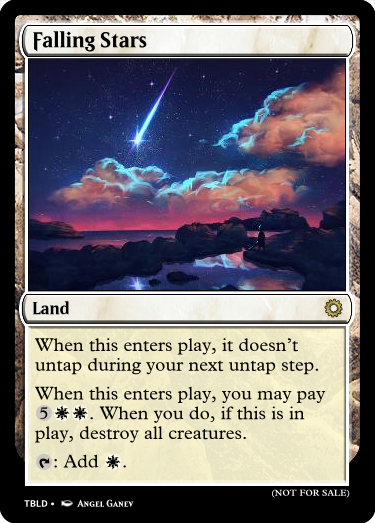 Falling Stars
Land
When this enters play, it doesn't
untap during your next untap step.
When this enters play, you may pay
5. When you do, if this is in
play, destroy all creatures.
: Add .
(NOT FOR SALE)
TBLD • Angel Ganev